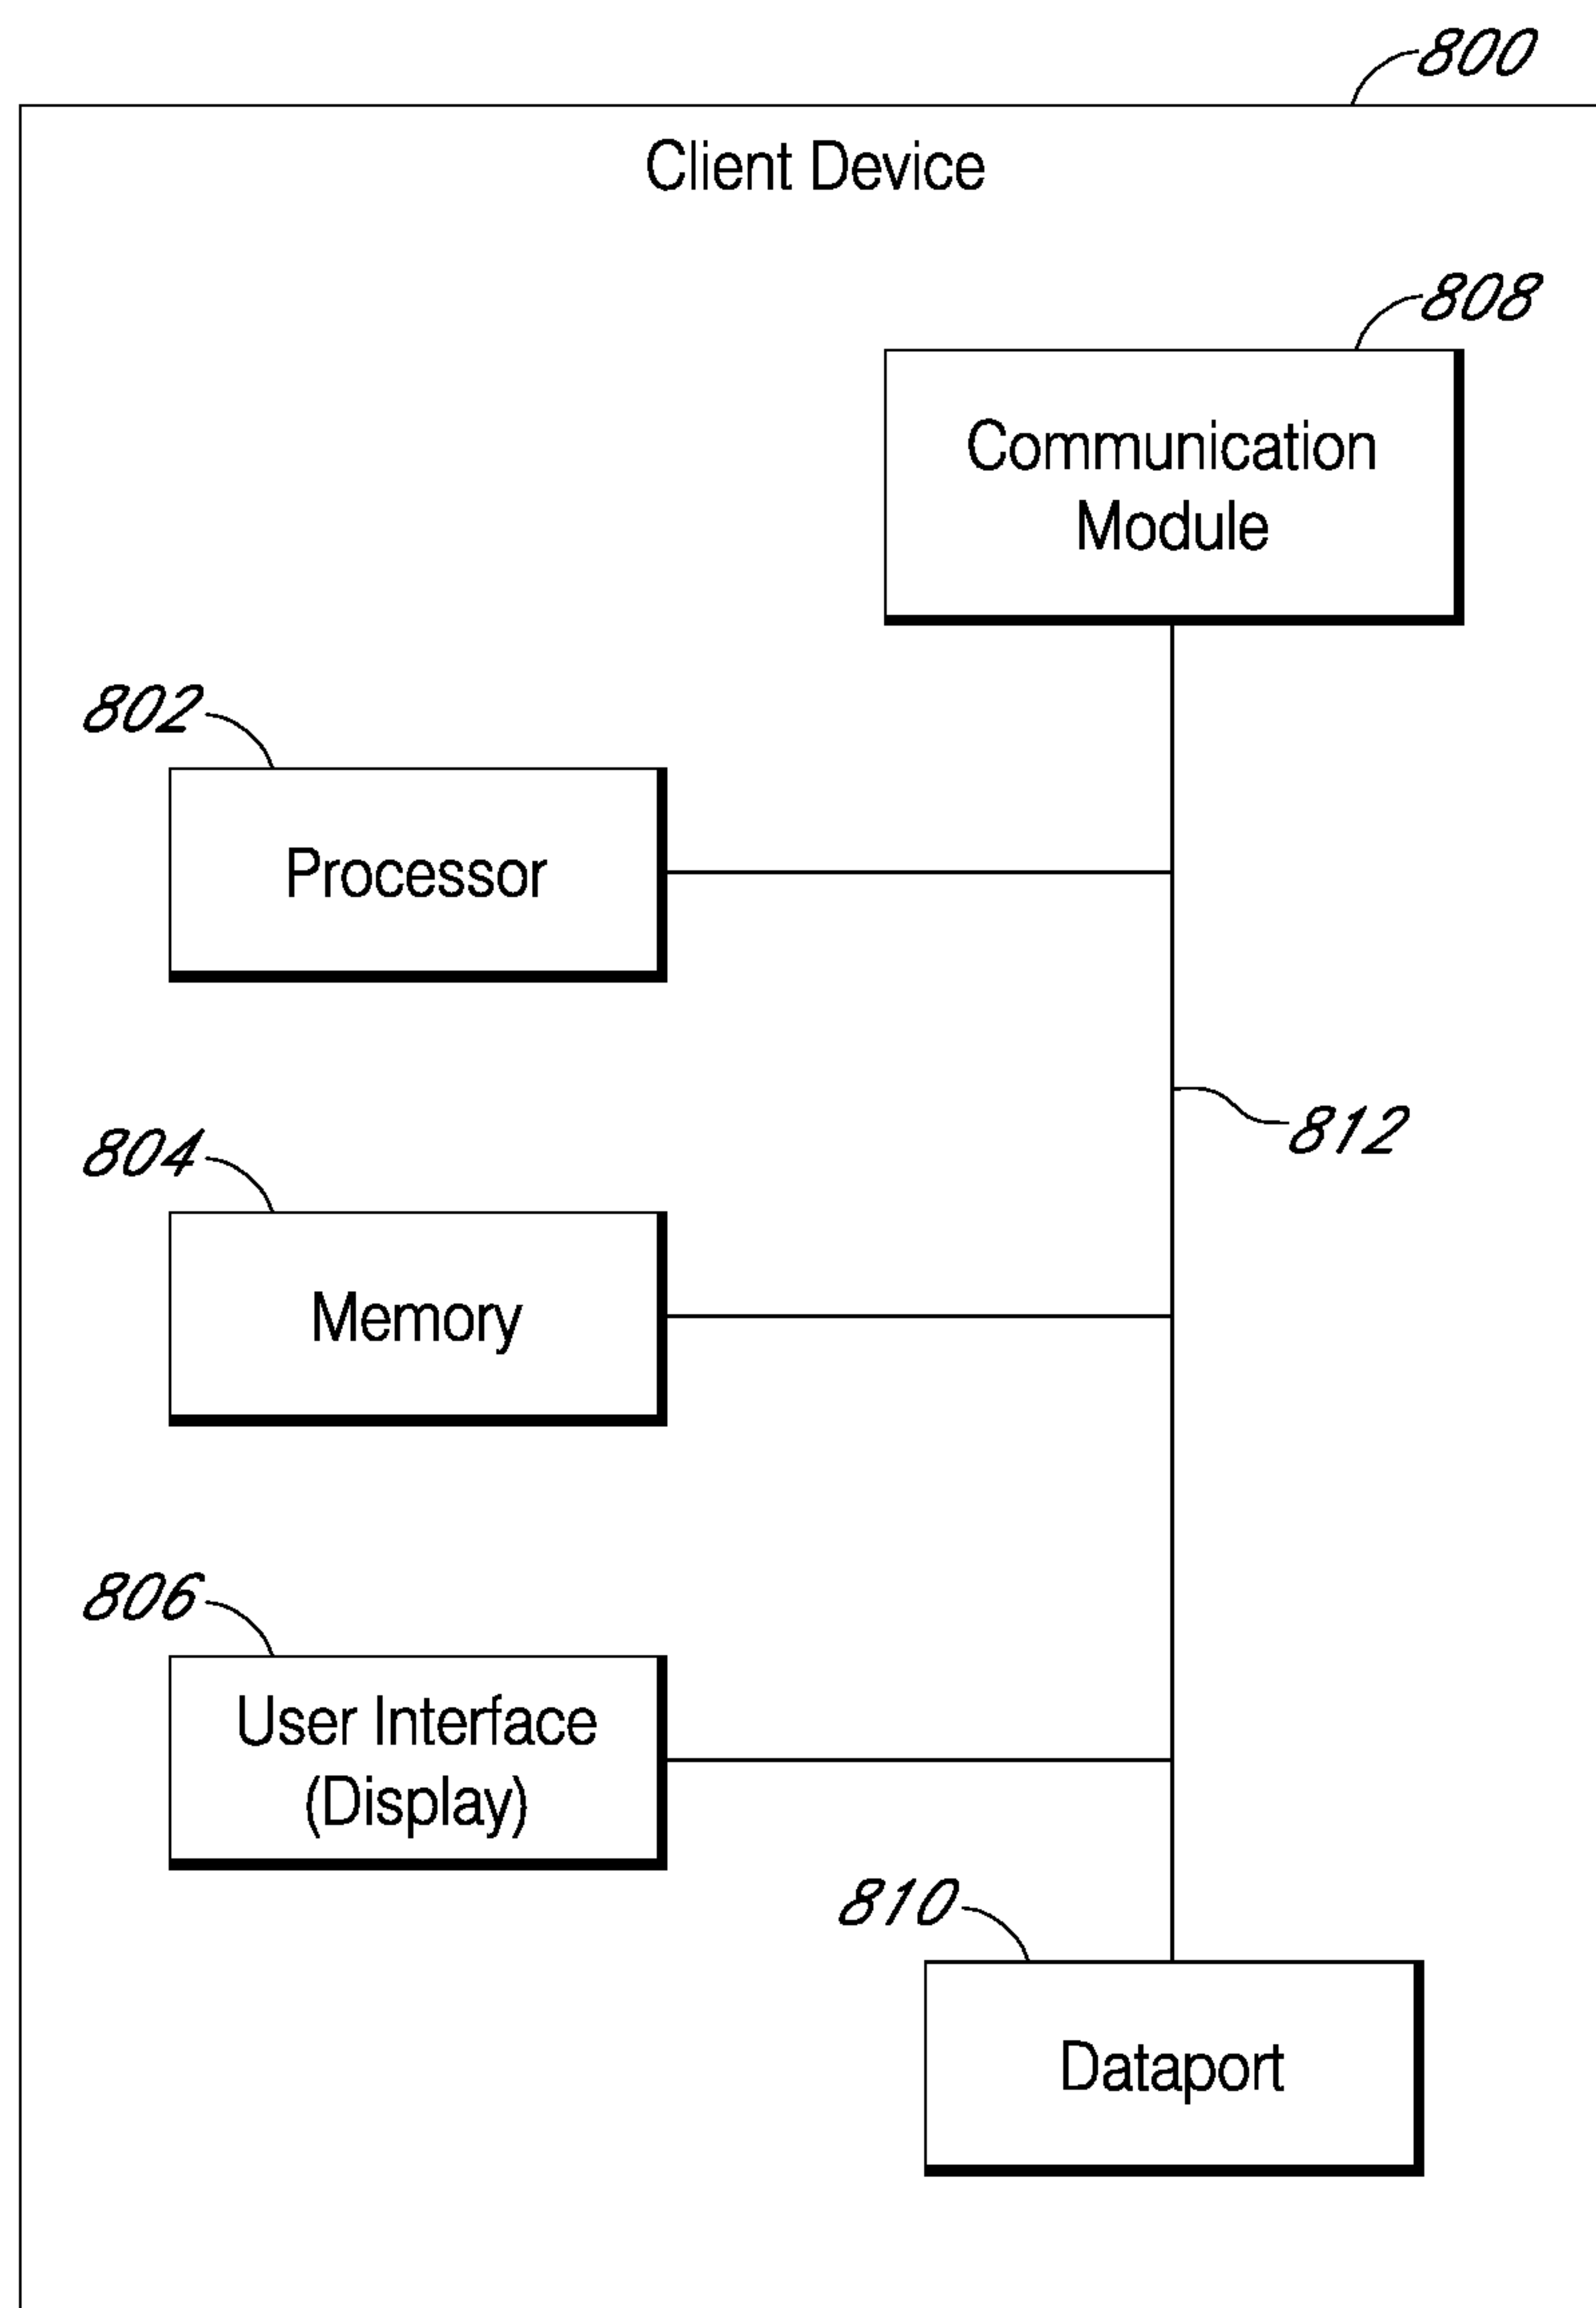 800
Client Device
808
Communication
Module
802
Processor
812
804
Memory
806
User Interface
(Display)
810
Dataport